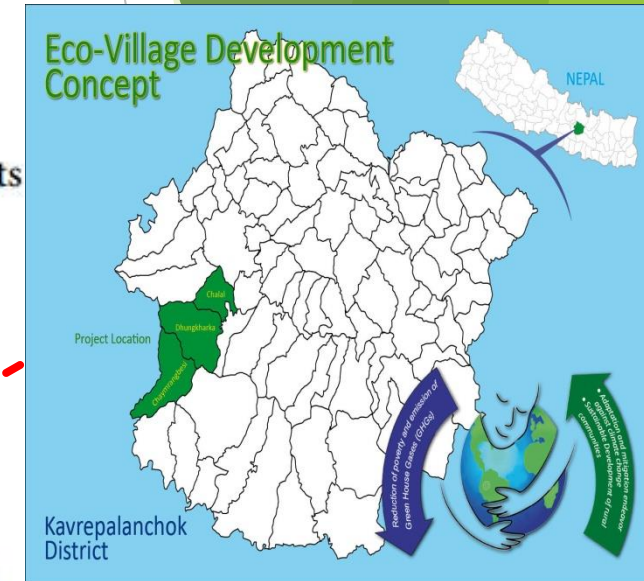 Eco-Village Development
Concept
NEPAL
ts
Chalal
Dhungkharka
Project Location
Chaymrangbesi
Reduction of poverty and emission of
Green House Gases (GHGs)
• Adaptation and mitigation endeavor
against climate change
• Sustainable Development of rural
communities
Kavrepalanchok
District